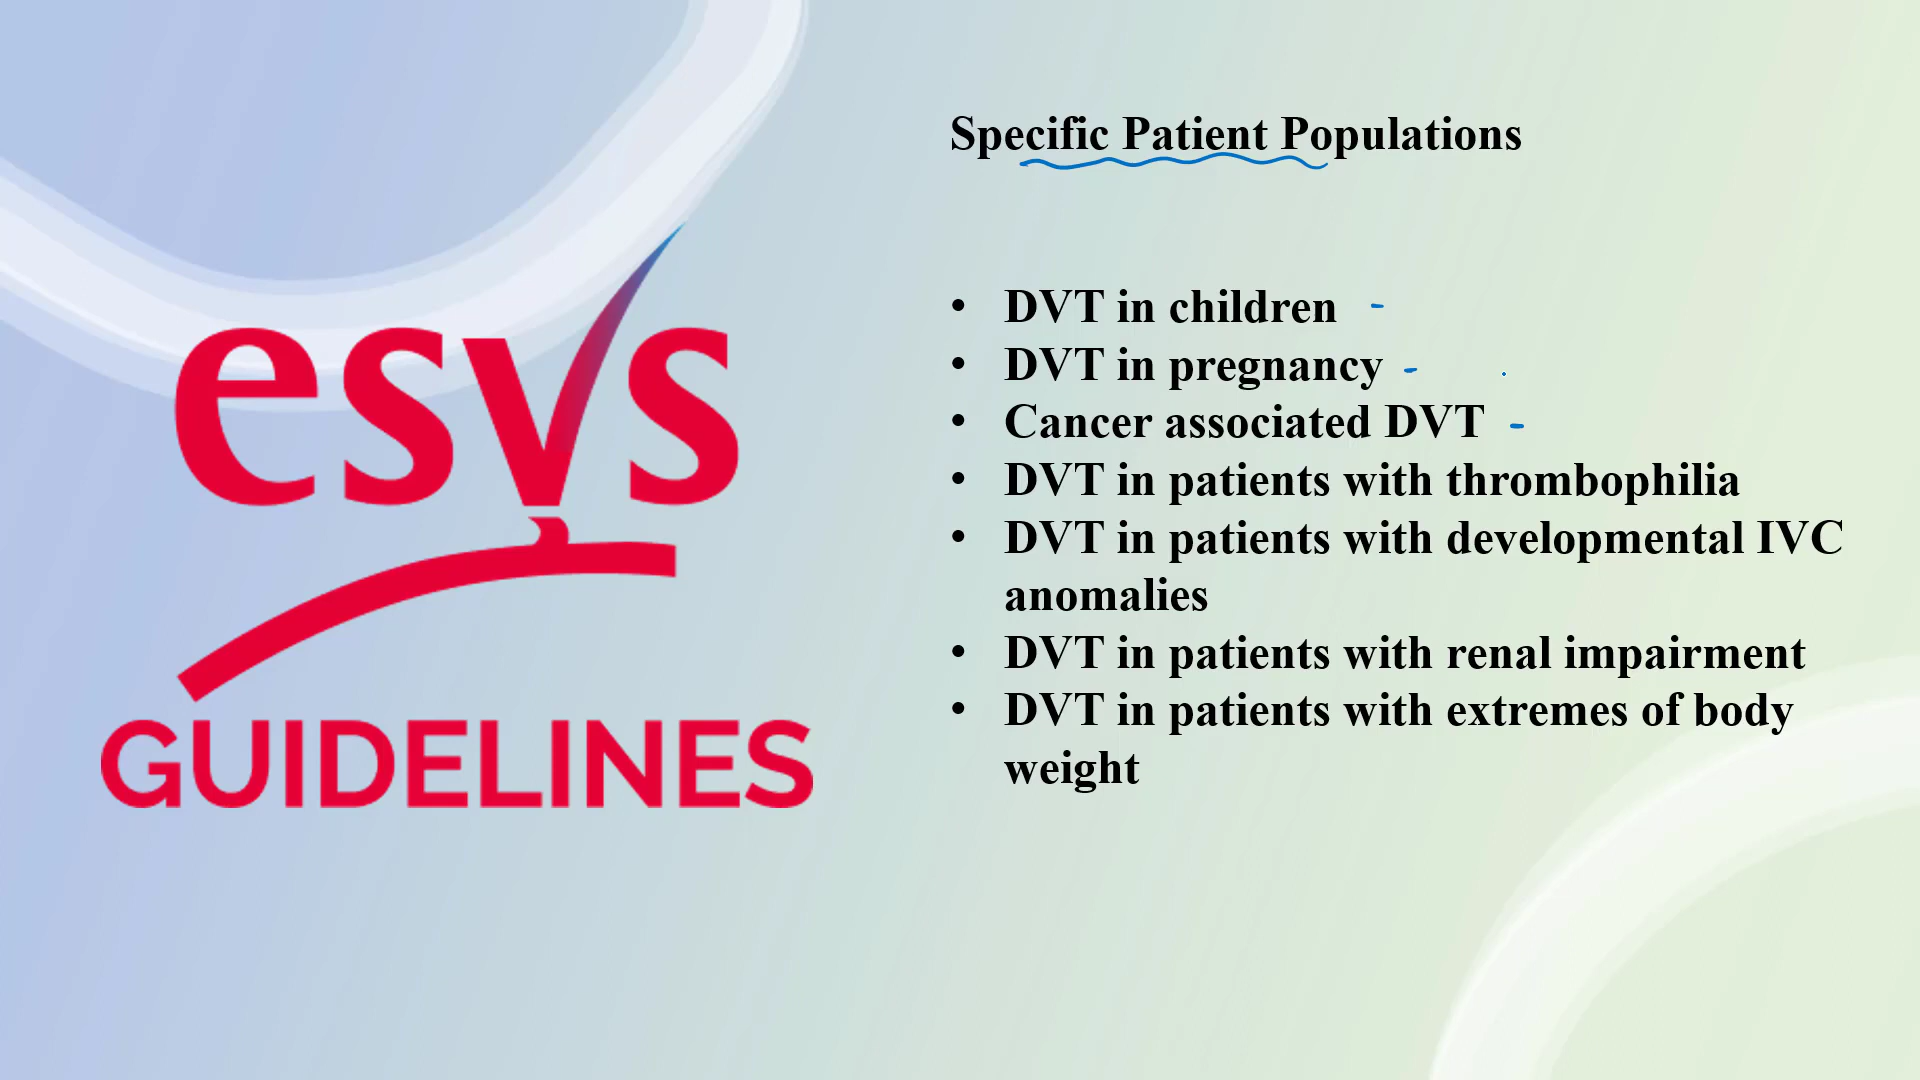 esvs
GUIDELINES
Specific Patient Populations
• DVT in children
• DVT in pregnancy
• Cancer associated DVT
• DVT in patients with thrombophilia
• DVT in patients with developmental IVC
anomalies
• DVT in patients with renal impairment
• DVT in patients with extremes of body
weight